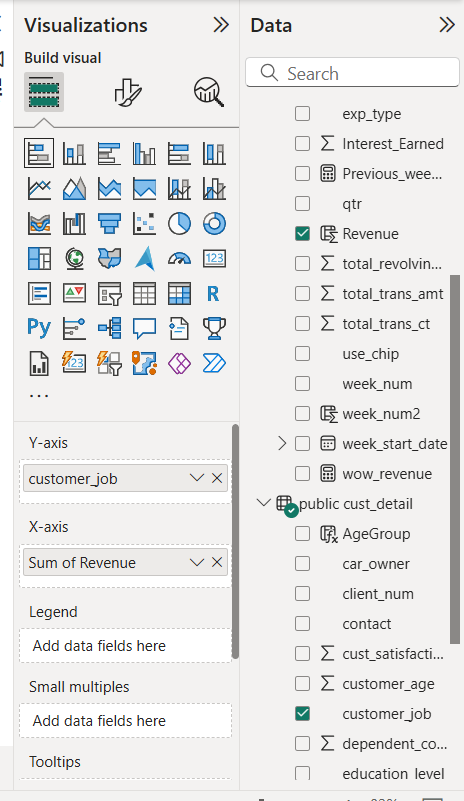 Visualizations
Build visual
123
R
Py
123
...
Y-axis
customer_job
X-axis
Sum of Revenue
Legend
Add data fields here
Small multiples
Add data fields here
Tooltips
Data
Search
exp_type
Interest_Earned
Previous_wee...
qtr
Revenue
total_revolvin...
total_trans_amt
total_trans_ct
use_chip
week_num
week_num2
week_start_date
wow_revenue
public cust_detail
AgeGroup
car_owner
client_num
contact
cust_satisfacti...
customer_age
customer_job
dependent_co...
education_level